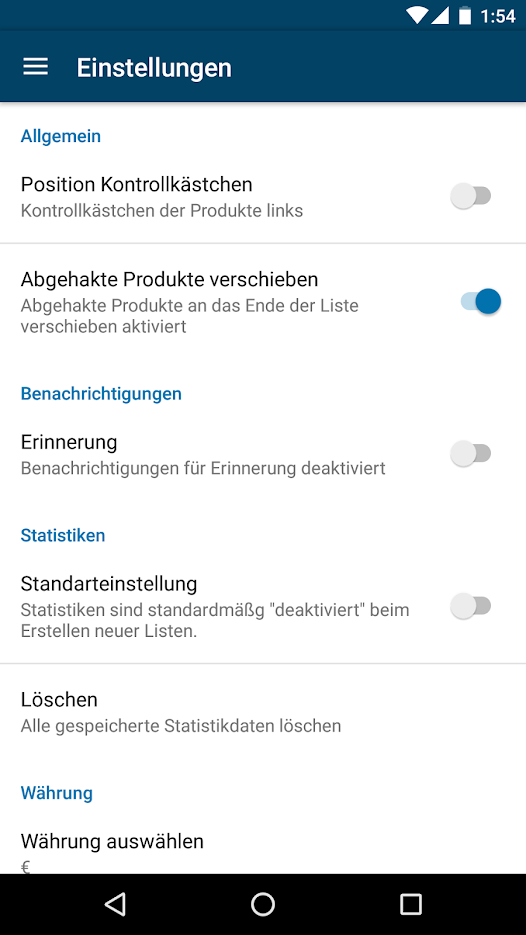 1:54
Einstellungen
Allgemein
Position Kontrollkästchen
Kontrollkästchen der Produkte links
Abgehakte Produkte verschieben
Abgehakte Produkte an das Ende der Liste
verschieben aktiviert
Benachrichtigungen
Erinnerung
Benachrichtigungen für Erinnerung deaktiviert
Statistiken
Standarteinstellung
Statistiken sind standardmäßg "deaktiviert" beim
Erstellen neuer Listen.
Löschen
Alle gespeicherte Statistikdaten löschen
Währung
Währung auswählen
€